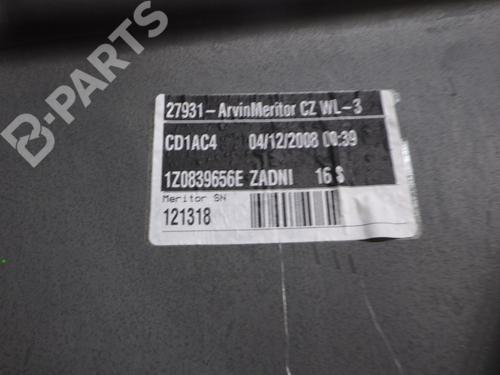 B-PARTS
27931-ArvinMeritor CZ WL-3
CD1AC4 04/12/2008 00:39
1Z0839656E ZADNI 16 $
Meritor SN
121318